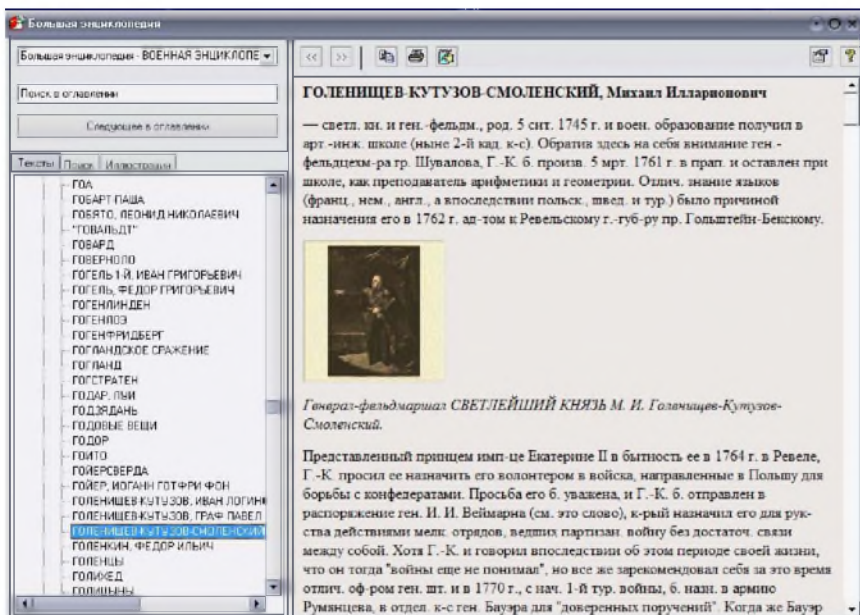 Большая энциклопедия
Большая энциклопедия - ВОЕННАЯ ЭНЦИКЛОПЕ
Поиск в оглавлении
Следующее в оглавлении
Тексты Поиск Иллюстрации
ГОА
ГОБАРТ-ПАША
ГОБЯТО, ЛЕОНИД НИКОЛАЕВИЧ
"ГОВАЛЬДТ"
ГОВАРД
ГОВЕРНОЛО
ГОГЕЛЬ 1-Й, ИВАН ГРИГОРЬЕВИЧ
ГОГЕЛЬ, ФЕДОР ГРИГОРЬЕВИЧ
ГОГЕНЛИНДЕН
ГОГЕНЛОЭ
ГОГЕНФРИДБЕРГ
ГОГЛАНДСКОЕ СРАЖЕНИЕ
ГОГЛАНД
ГОГСТРАТЕН
ГОДАР, ЛУИ
ГОДЗЯДАНЬ
ГОДОВЫЕ ВЕЩИ
ГОДОР
ГОИТО
ГОЙЕРСВЕРДА
ГОЙЕР, ИОГАНН ГОТФРИ ФОН
ГОЛЕНИЩЕВ-КУТУЗОВ, ИВАН ЛОГИН
ГОЛЕНИЩЕВ-КУТУЗОВ, ГРАФ ПАВЕЛ
ГОЛЕНИЩЕВ-КУТУЗОВ-СМОЛЕНСКИЙ
ГОЛЕНКИН, ФЕДОР ИЛЬИЧ
ГОЛЕНЦЫ
ГОЛИКЕД
ГОЛИЦЫНЫ
<< >>
ГОЛЕНИЩЕВ-КУТУЗОВ-СМОЛЕНСКИЙ, Михаил Илларионович
— светл. кн. и ген.-фельдм., род. 5 снт. 1745 г. и воен. образование получил в
арт.-инж. школе (ныне 2-й кад. к-с). Обратив здесь на себя внимание ген.-
фельдцехм-ра гр. Шувалова, Г.-К. б. произв. 5 мрт. 1761 г. в прап. и оставлен при
школе, как преподаватель арифметики и геометрии. Отлич. знание языков
(франц., нем., англ., а впоследствии польск., швед. и тур.) было причиной
назначения его в 1762 г. ад-том к Ревельскому г.-губ-ру пр. Гольштейн-Бекскому.
Генерал-фельдмаршал СВЕТЛЕЙШИЙ КНЯЗЬ М. И. Голенищев-Кутузов-
Смоленский.
Представленный принцем имп-це Екатерине II в бытность ее в 1764 г. в Ревеле,
Г.-К. просил ее назначить его волонтером в войска, направленные в Польшу для
борьбы с конфедератами. Просьба его б. уважена, и Г.-К. б. отправлен в
распоряжение ген. И. И. Веймарна (см. это слово), к-рый назначил его для рук-
ства действиями мелк. отрядов, ведших партизан. войну без достаточ. связи
между собой. Хотя Г.-К. и говорил впоследствии об этом периоде своей жизни,
что он тогда "войны еще не понимал", но все же зарекомендовал себя за это время
отлич. оф-ром ген. шт. и в 1770 г., с нач. 1-й тур. войны, б. назн. в армию
Румянцева, в отдел. к-с ген. Бауэра для "доверенных поручений". Когда же Бауэр